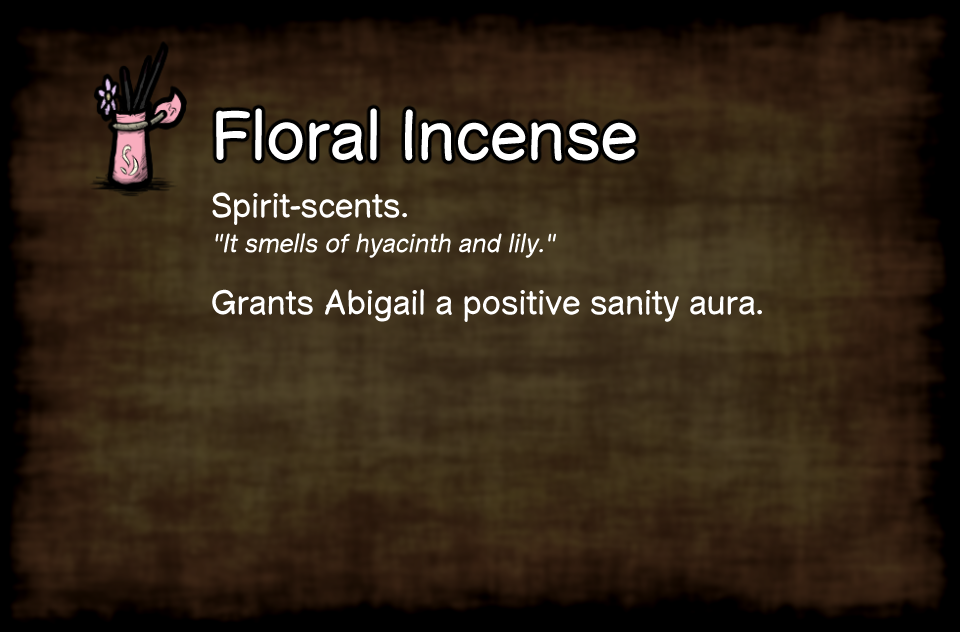 Floral Incense
Spirit-scents.
"It smells of hyacinth and lily."
Grants Abigail a positive sanity aura.